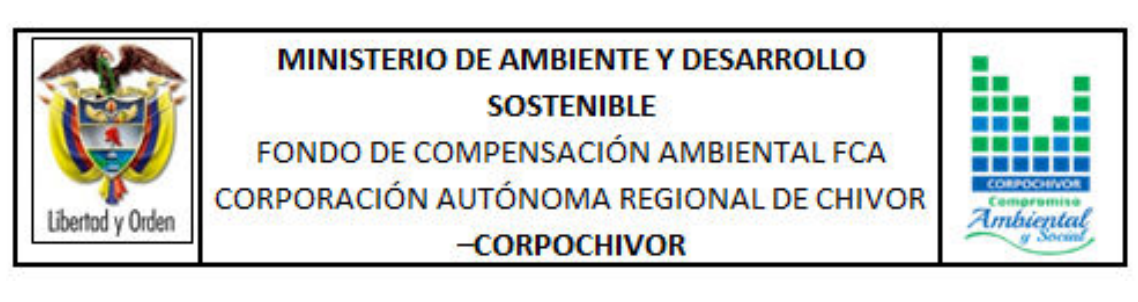 Libertad y Orden
MINISTERIO DE AMBIENTE Y DESARROLLO
SOSTENIBLE
FONDO DE COMPENSACIÓN AMBIENTAL FCA
CORPORACIÓN AUTÓNOMA REGIONAL DE CHIVOR
–CORPOCHIVOR
CORPOCHIVOR
Compromiso
Ambiental
y Social